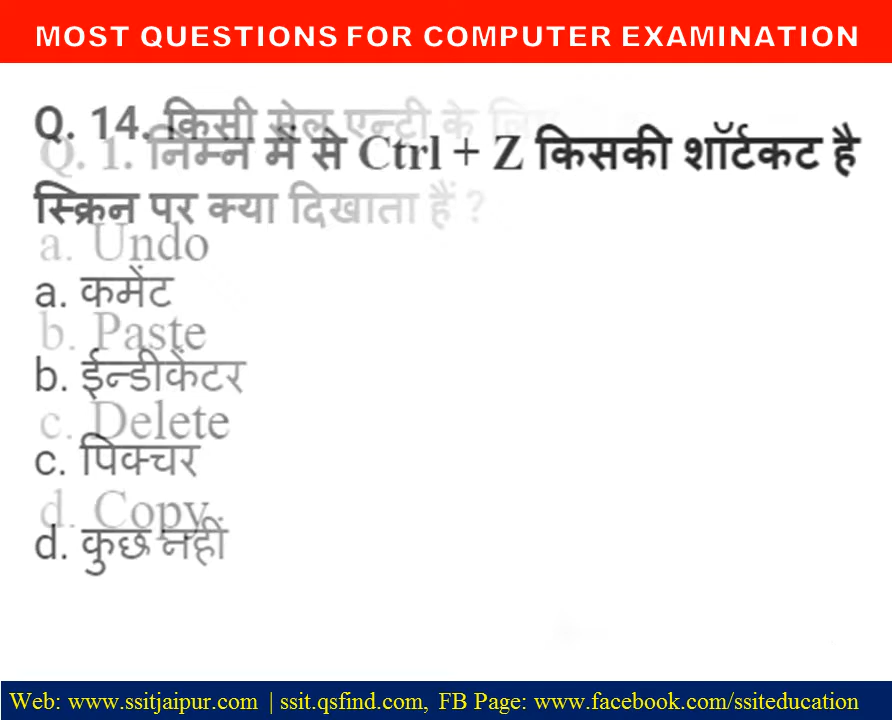 MOST QUESTIONS FOR COMPUTER EXAMINATION
Q. 14. किसी सेल एन्टी के
Q. 1. निम्न में से Ctrl + Z किसकी शॉर्टकट है
स्क्रिन पर क्या दिखाता हैं ?
a. Undo
a. कमेंट
b. Paste
b. ईन्डीकेंटर
c. Delete
c. पिक्चर
d. Copy
d. कुछ नहीं
Web: www.ssitjaipur.com | ssit.qsfind.com, FB Page: www.facebook.com/ssiteducation